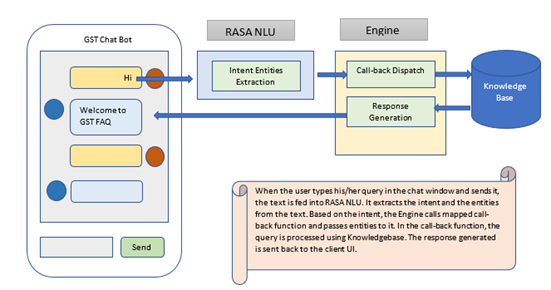 GST Chat Bot
RASA NLU
Engine
Hi
Intent Entities
Extraction
Call-back Dispatch
Knowledge
Base
Welcome to
GST FAQ
Response
Generation
Send
When the user types his/her query in the chat window and sends it,
the text is fed into RASA NLU. It extracts the intent and the entities
from the text. Based on the intent, the Engine calls mapped call-
back function and passes entities to it. In the call-back function, the
query is processed using Knowledgebase. The response generated
is sent back to the client UI.